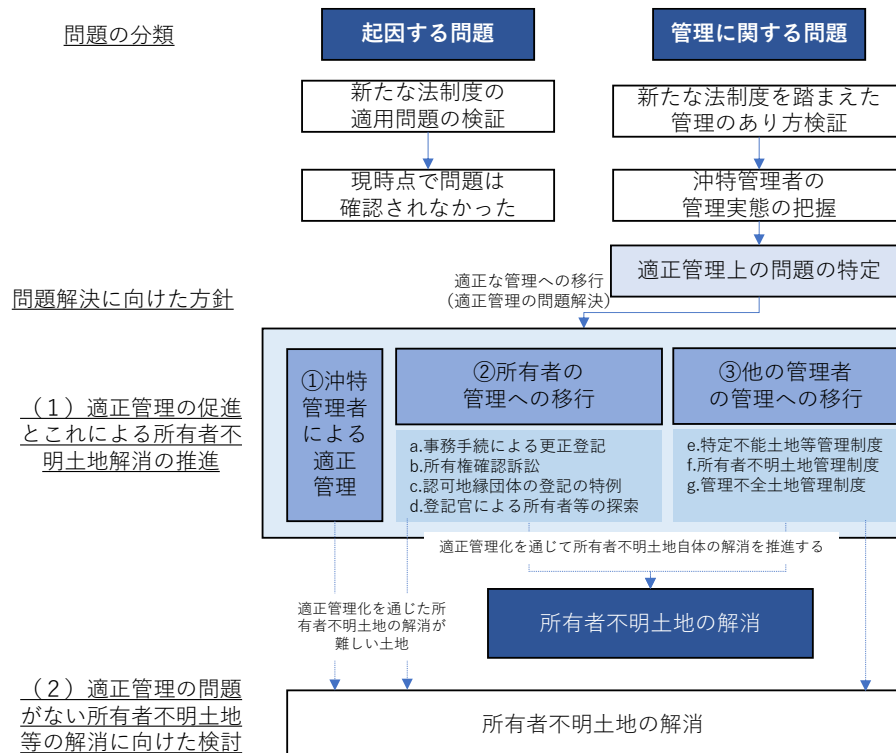 問題の分類
起因する問題
管理に関する問題
新たな法制度の
適用問題の検証
新たな法制度を踏まえた
管理のあり方検証
現時点で問題は
確認されなかった
沖特管理者の
管理実態の把握
適正管理上の問題の特定
適正な管理への移行
（適正管理の問題解決）
問題解決に向けた方針
（１）適正管理の促進
とこれによる所有者不
明土地解消の推進
①沖特
管理者
による
適正
管理
②所有者の
管理への移行
a.事務手続による更正登記
b.所有権確認訴訟
c.認可地縁団体の登記の特例
d.登記官による所有者等の探索
③他の管理者
の管理への移行
e.特定不能土地等管理制度
f.所有者不明土地管理制度
g.管理不全土地管理制度
適正管理化を通じて所有者不明土地自体の解消を推進する
適正管理化を通じた所
有者不明土地の解消が
難しい土地
所有者不明土地の解消
（２）適正管理の問題
がない所有者不明土地
等の解消に向けた検討
所有者不明土地の解消